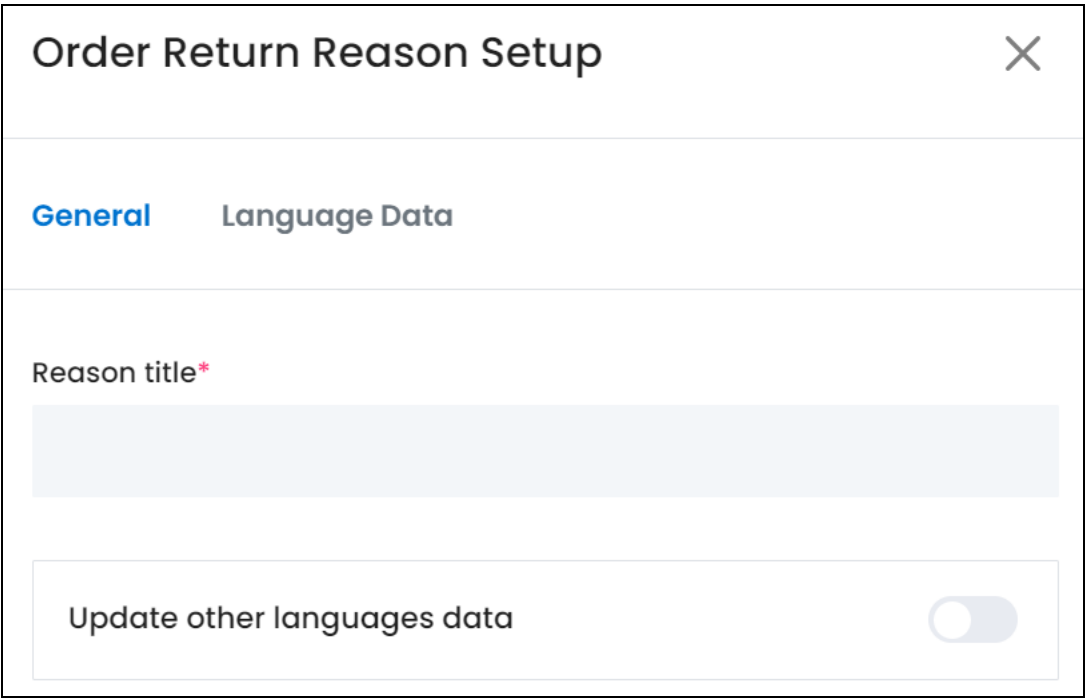 Order Return Reason Setup
General Language Data
Reason title*
Update other languages data